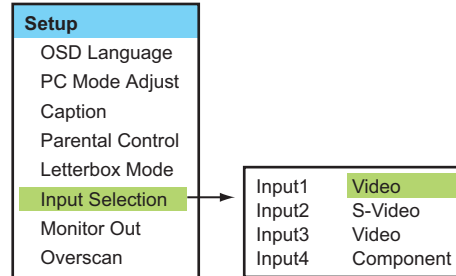 Setup
OSD Language
PC Mode Adjust
Caption
Parental Control
Letterbox Mode
Input Selection
Monitor Out
Overscan
Input1 Video
Input2 S-Video
Input3 Video
Input4 Component